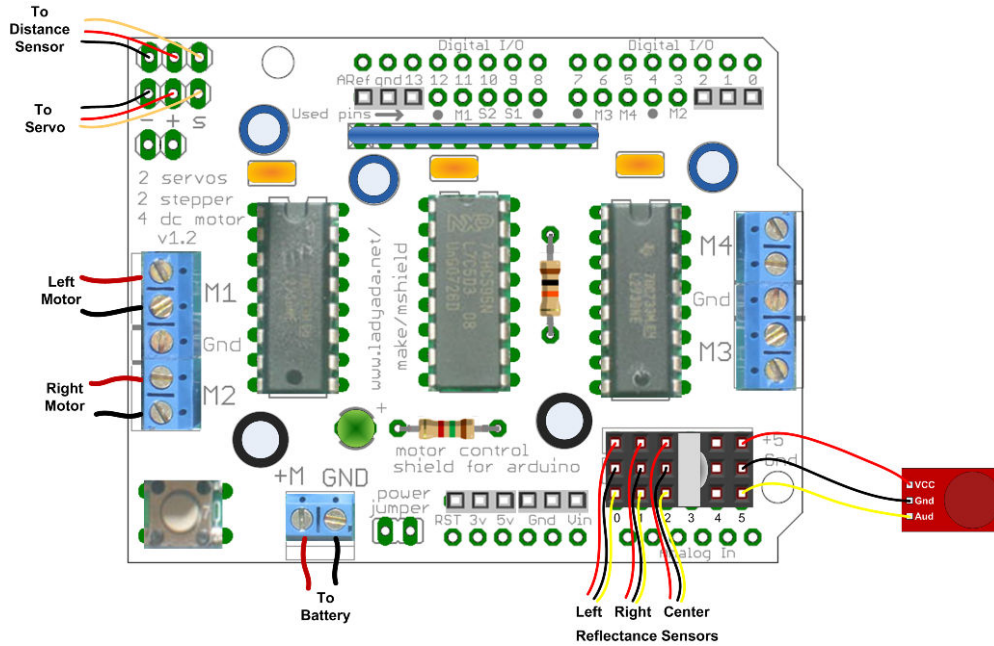 To
Distance
Sensor
To
Servo
- + S
2 servos
2 stepper
4 dc motor
v1.2
Digital I/O
Digital I/O
ARef gnd 13 12 11 10 9 8 7 6 5 4 3 2 1 0
Used pins M1 S2 S1 M3 M4 M2
Left
Motor
M1
Gnd
Right
Motor
M2
www.ladyada.net/
make/mshield
NXP
M4
Gnd
M3
+
motor control
shield for arduino
+M GND
power
jumper
RST 3v 5v Gnd Vin
To
Battery
+5
Gnd
0 1 2 3 4 5
Analog In
VCC
Gnd
Aud
Left Right Center
Reflectance Sensors